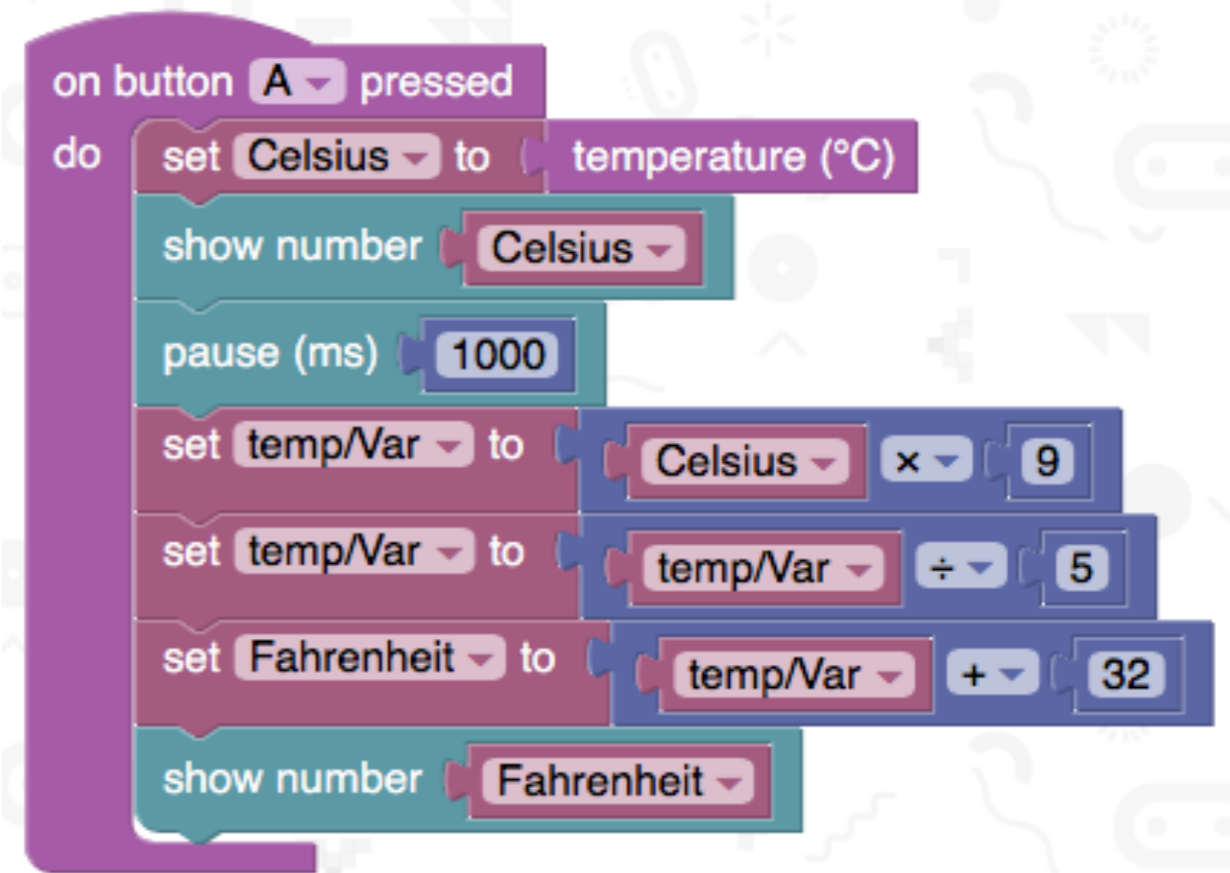 on button A pressed
do set Celsius to temperature (°C)
show number Celsius
pause (ms) 1000
set temp/Var to Celsius × 9
set temp/Var to temp/Var ÷ 5
set Fahrenheit to temp/Var + 32
show number Fahrenheit